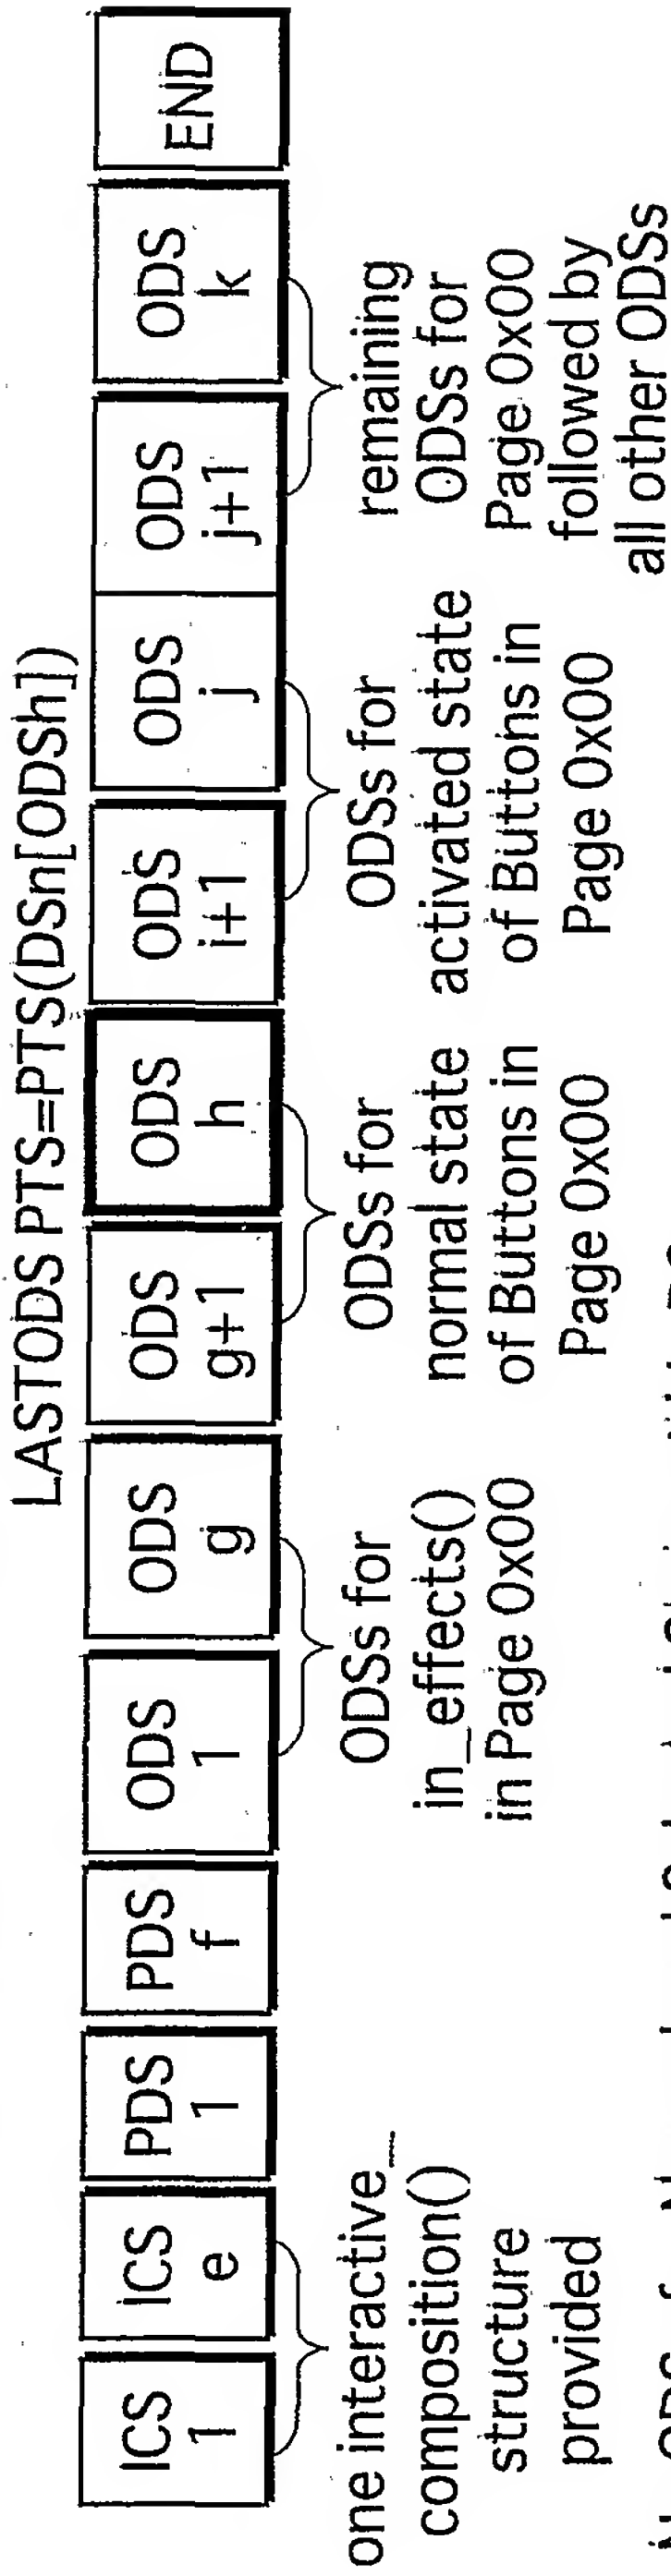 LASTODS PTS=PTS(DSn[ODSh])
ICS 1
ICS e
PDS 1
PDS f
ODS 1
ODS g
ODS g+1
ODS h
ODS i+1
ODS j
ODS j+1
ODS k
END
one interactive_
composition()
structure
provided
ODSs for
in_effects()
in Page 0x00
ODSs for
normal state
of Buttons in
Page 0x00
ODSs for
activated state
of Buttons in
Page 0x00
remaining
ODSs for
Page 0x00
followed by
all other ODSs